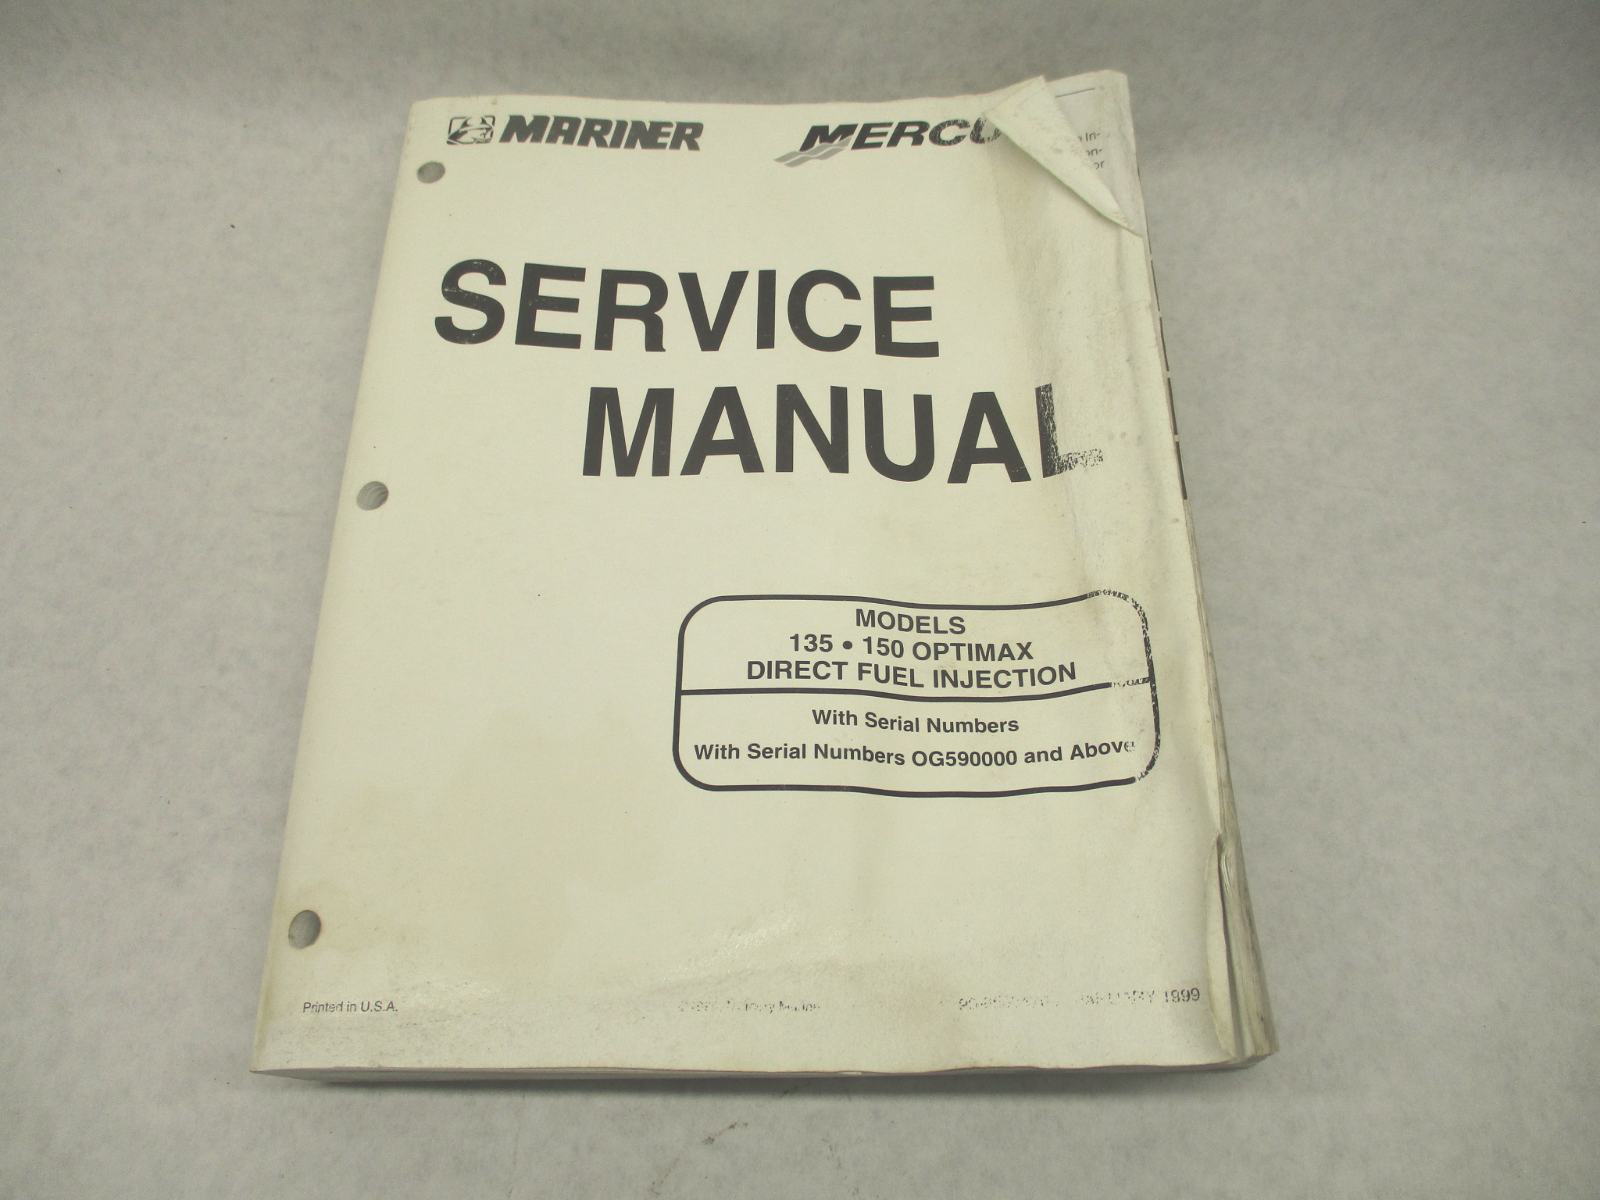 MARINER MERCU
SERVICE
MANUAL
MODELS
135 • 150 OPTIMAX
DIRECT FUEL INJECTION
With Serial Numbers
With Serial Numbers OG590000 and Above
Printed in U.S.A. 1999